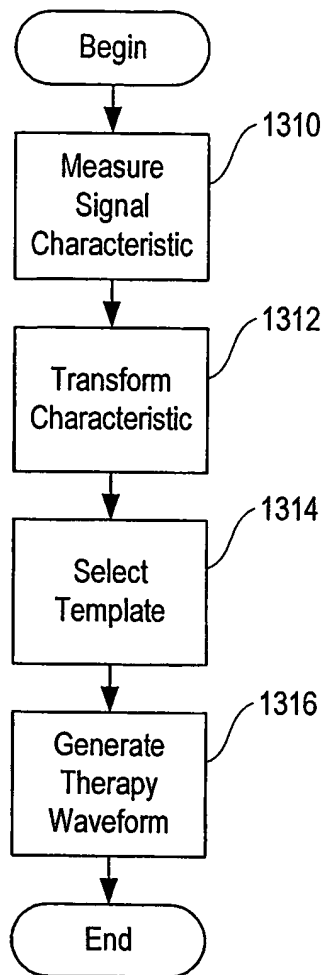 Begin
1310
Measure
Signal
Characteristic
1312
Transform
Characteristic
1314
Select
Template
1316
Generate
Therapy
Waveform
End